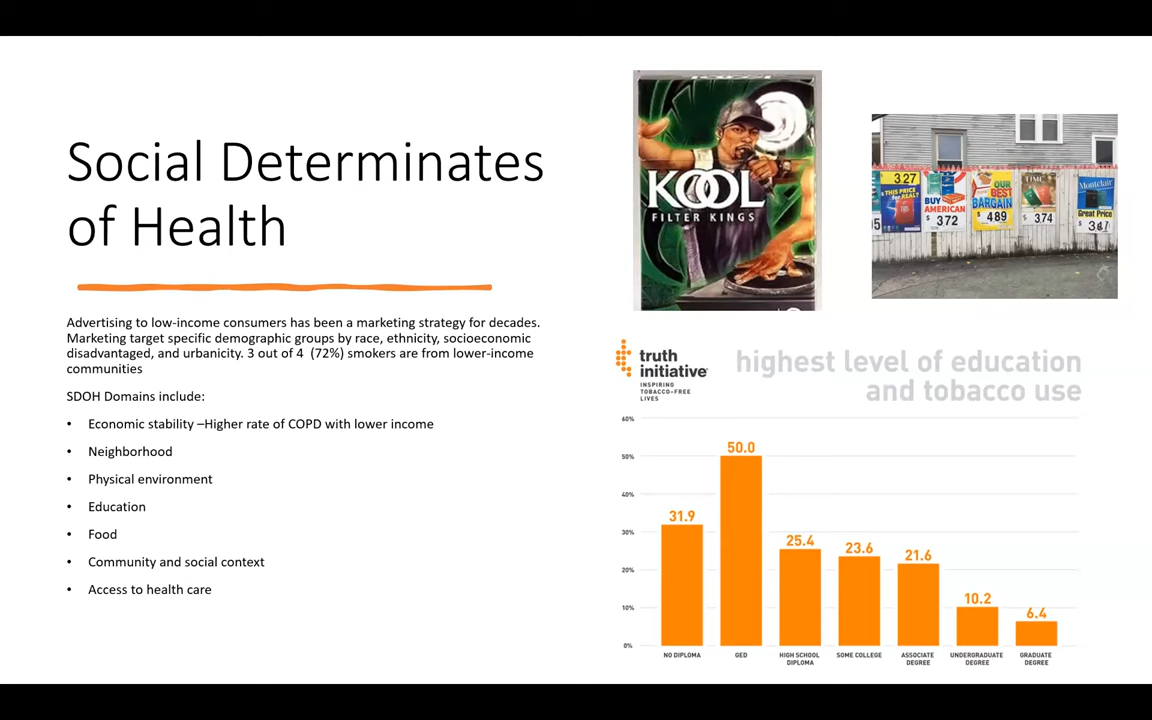 Social Determinates
of Health
Advertising to low-income consumers has been a marketing strategy for decades.
Marketing target specific demographic groups by race, ethnicity, socioeconomic
disadvantaged, and urbanicity. 3 out of 4 (72%) smokers are from lower-income
communities
SDOH Domains include:
• Economic stability –Higher rate of COPD with lower income
• Neighborhood
• Physical environment
• Education
• Food
• Community and social context
• Access to health care
KOOL
FILTER KINGS
3.27
THIS PRICE
FOR REAL?
BUY
AMERICAN
$ 3.72
OUR
BEST
BARGAIN
$ 4.89
TIME
$ 3.74
Montclair
Great Price
$
truth
initiative
INSPIRING
TOBACCO-FREE
LIVES
highest level of education
and tobacco use
60%
50%
40%
30%
20%
10%
0%
31.9
50.0
25.4
23.6
21.6
10.2
6.4
NO DIPLOMA
GED
HIGH SCHOOL
DIPLOMA
SOME COLLEGE
ASSOCIATE
DEGREE
UNDERGRADUATE
DEGREE
GRADUATE
DEGREE